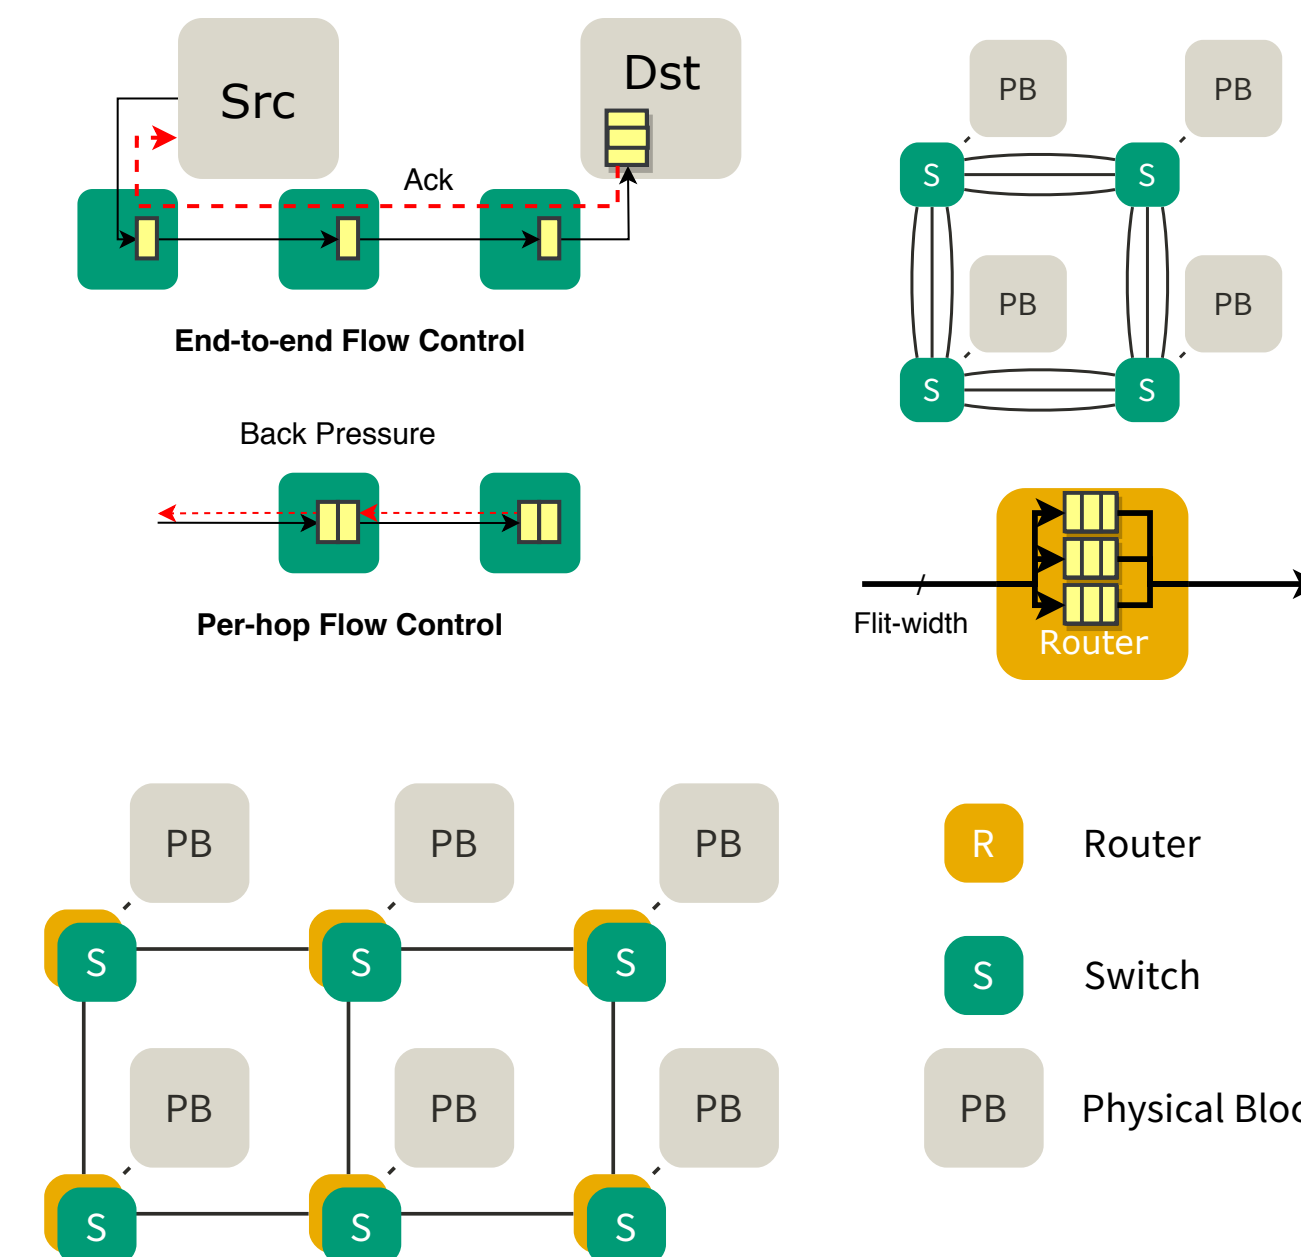 Src
Dst
Ack
End-to-end Flow Control
Back Pressure
Per-hop Flow Control
PB
PB
S
S
PB
PB
S
S
Flit-width
Router
PB
PB
PB
S
S
S
PB
PB
PB
S
S
S
R
Router
S
Switch
PB
Physical